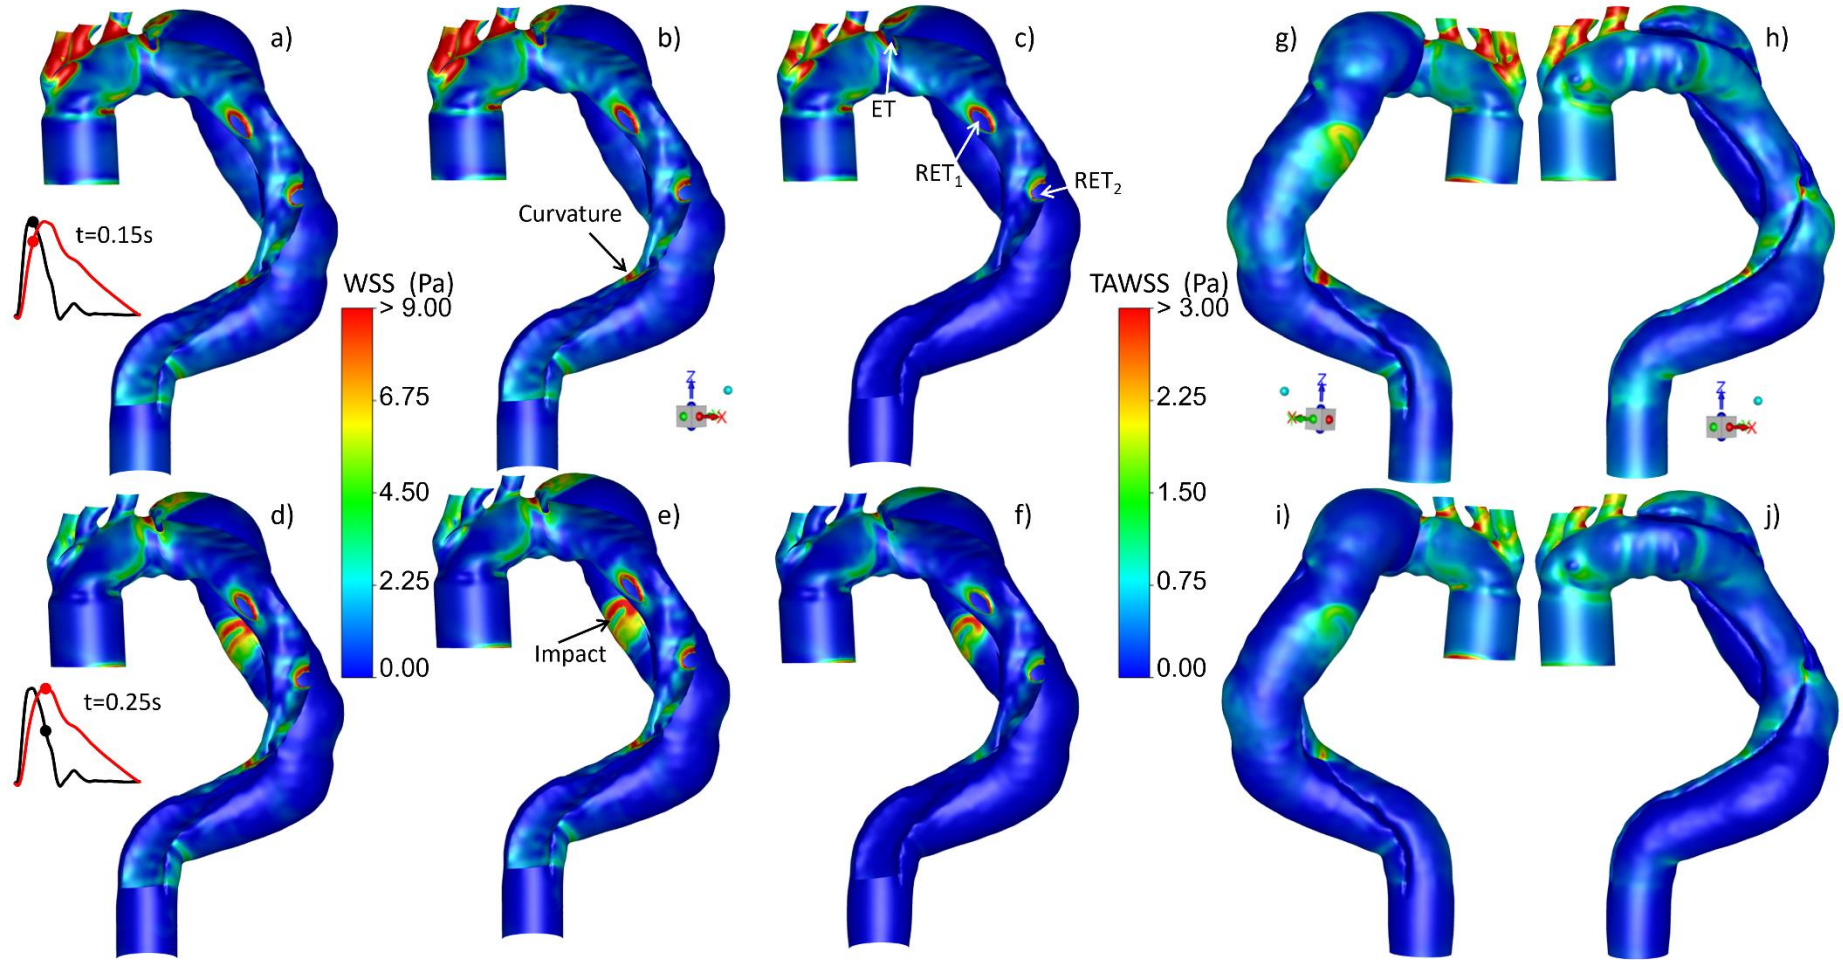 a)
b)
c)
g)
h)
ET
RET1
RET2
Curvature
t=0.15s
WSS (Pa)
> 9.00
6.75
4.50
2.25
0.00
TAWSS (Pa)
> 3.00
2.25
1.50
0.75
0.00
Z
X
Z
X
Z
X
d)
e)
f)
i)
j)
Impact
t=0.25s